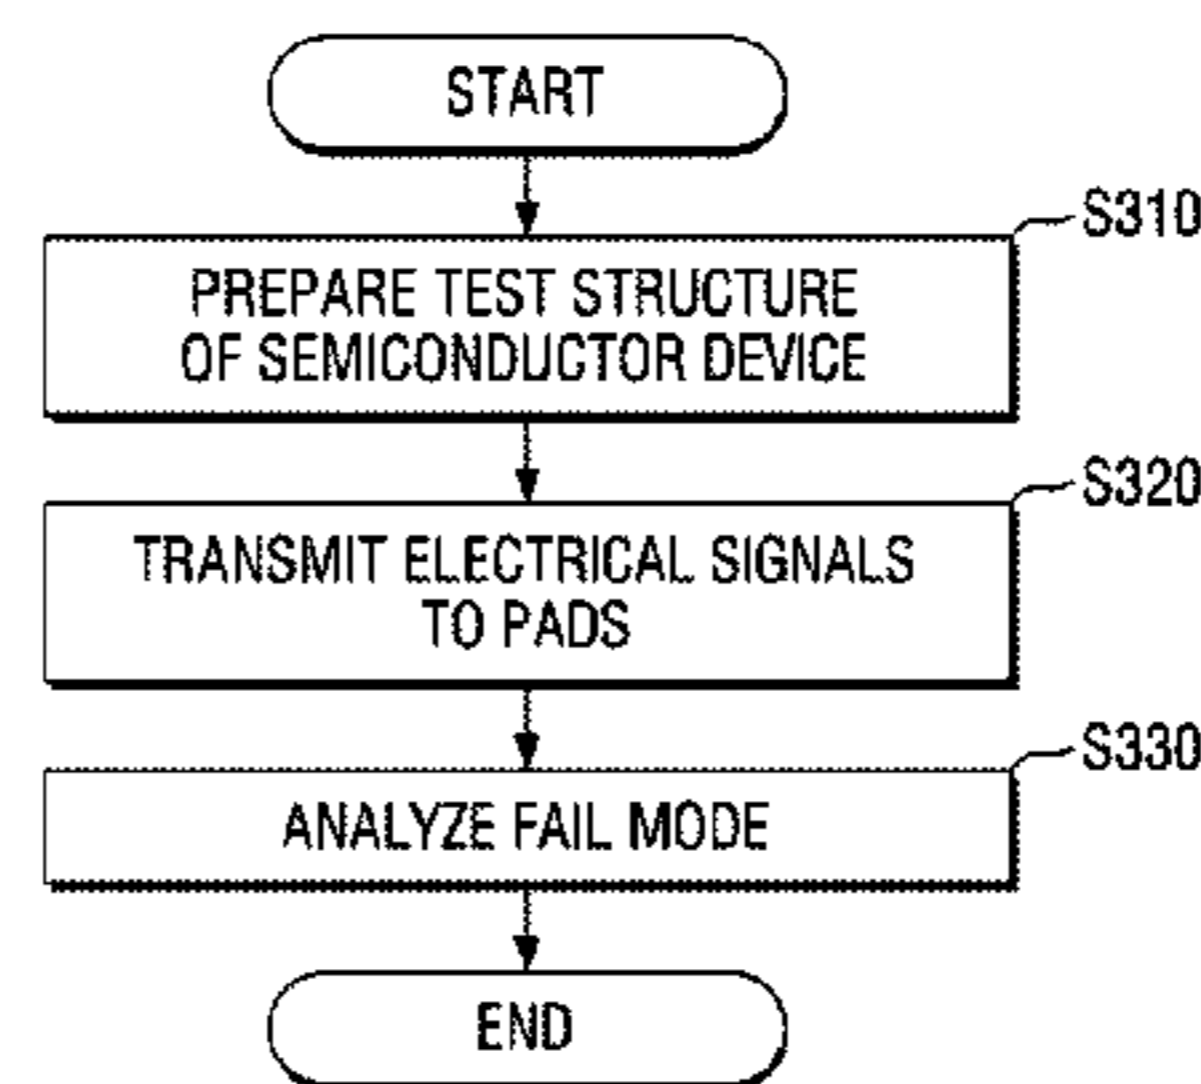 START
S310
PREPARE TEST STRUCTURE
OF SEMICONDUCTOR DEVICE
S320
TRANSMIT ELECTRICAL SIGNALS
TO PADS
S330
ANALYZE FAIL MODE
END